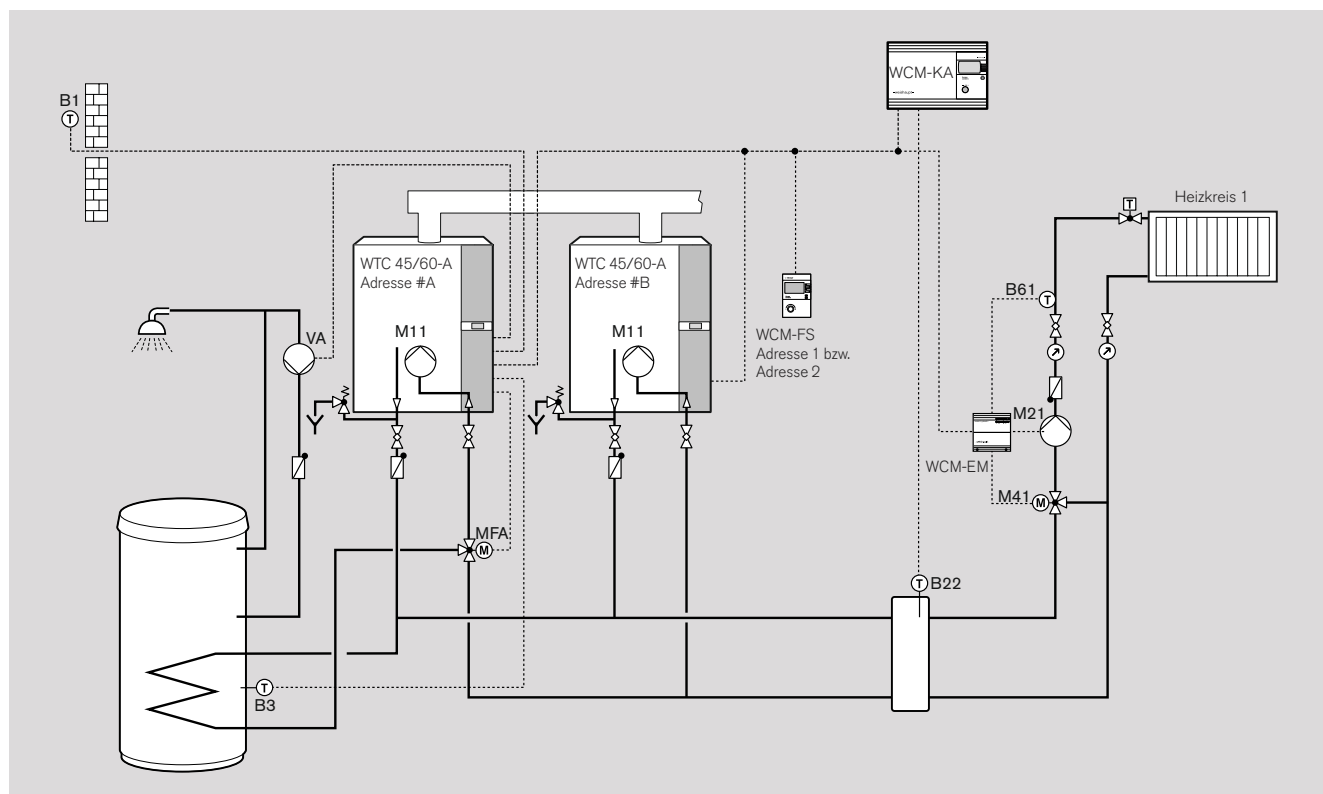 WCM-KA
B1
T
Heizkreis 1
T
WTC 45/60-A
Adresse #A
WTC 45/60-A
Adresse #B
B61
T
M11
M11
VA
WCM-FS
Adresse 1 bzw.
Adresse 2
M21
WCM-EM
M41
M
MFA
M
T
B22
T
B3